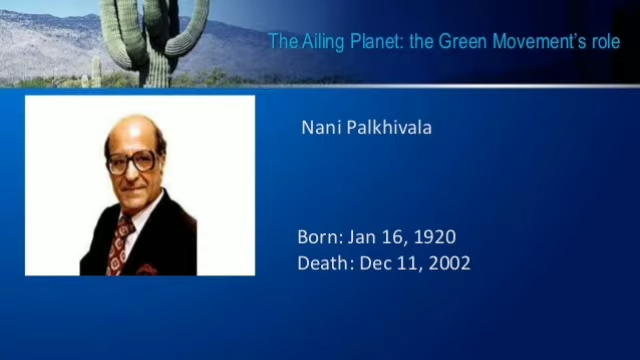 The Ailing Planet: the Green Movement's role
Nani Palkhivala
Born: Jan 16, 1920
Death: Dec 11, 2002